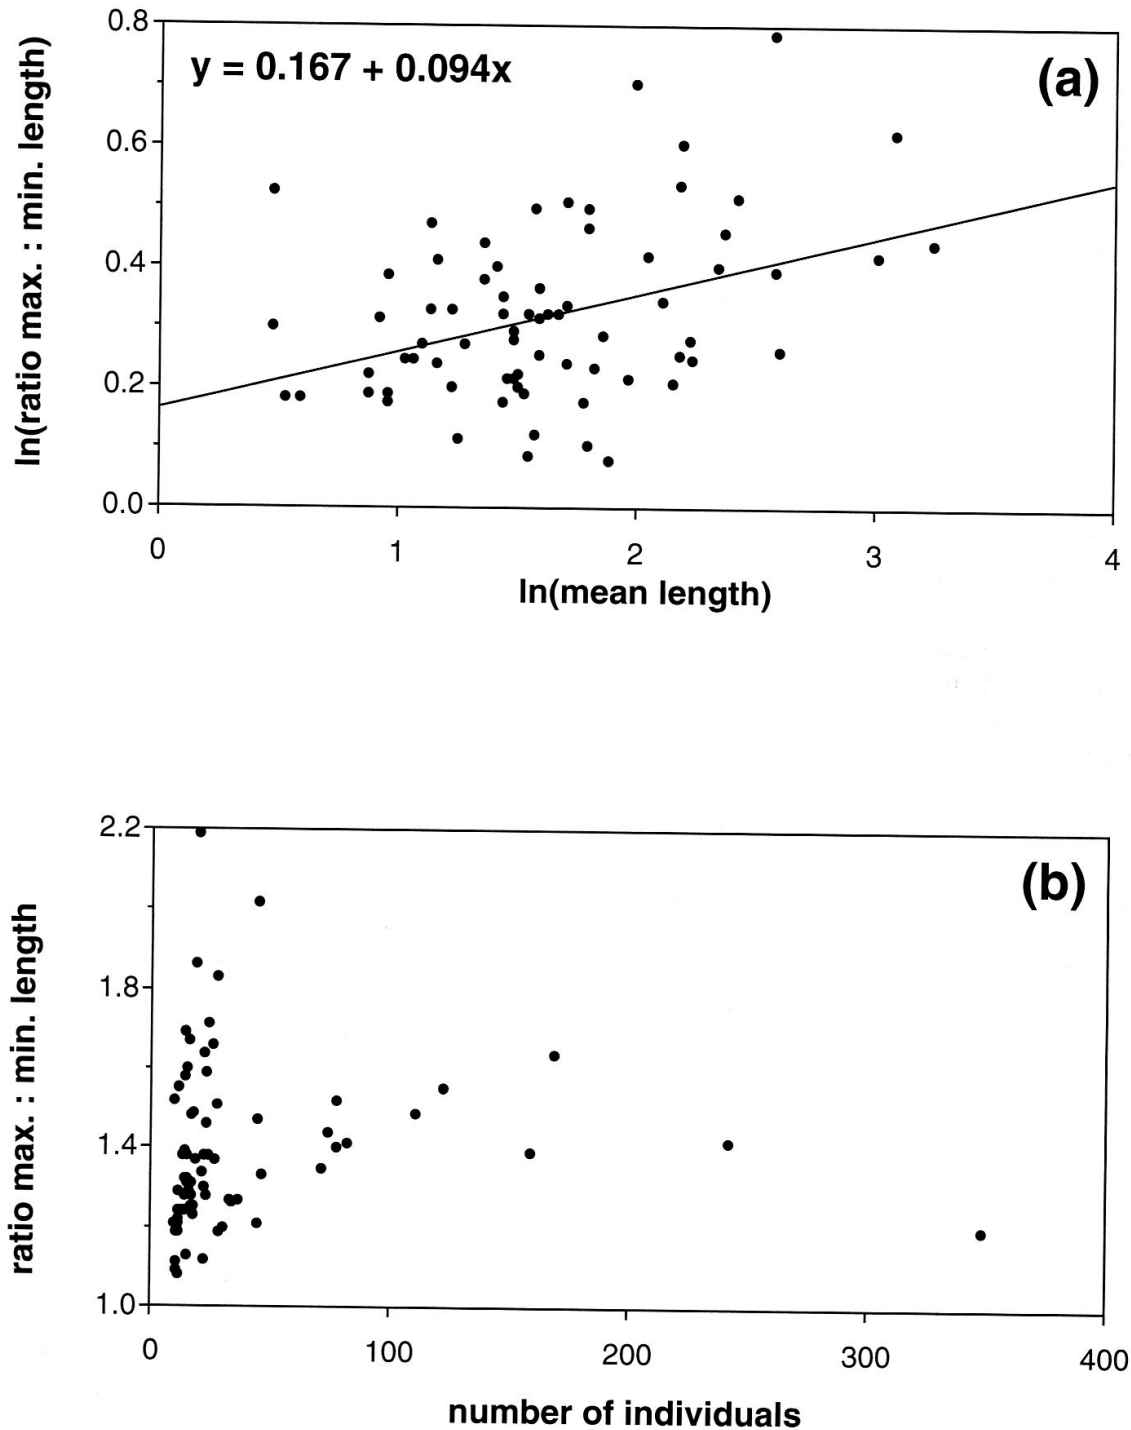 0.8
y = 0.167 + 0.094x
(a)
0.6
0.4
0.2
0.0
ln(ratio max. : min. length)
0 1 2 3 4
ln(mean length)
2.2
(b)
1.8
1.4
1.0
ratio max. : min. length
0 100 200 300 400
number of individuals